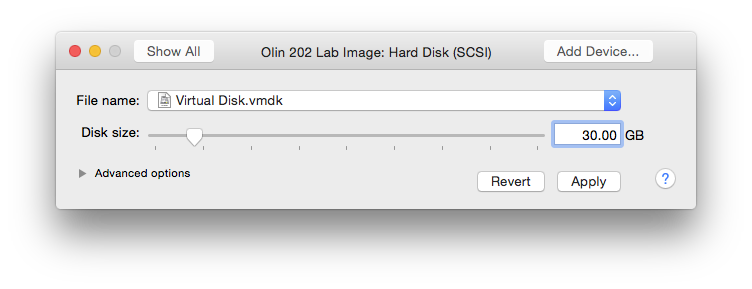 Show All Olin 202 Lab Image: Hard Disk (SCSI) Add Device...
File name: Virtual Disk.vmdk
Disk size: 30.00 GB
Advanced options Revert Apply ?